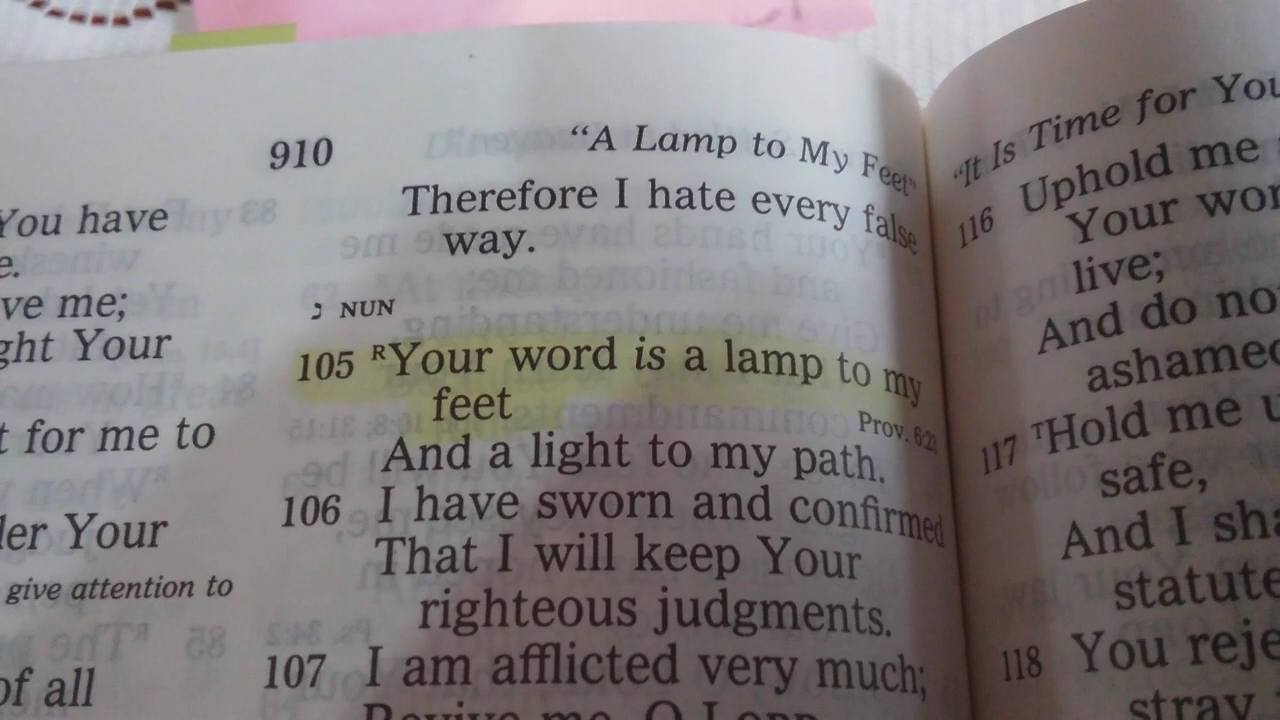 You have
e.
ve me;
ght Your
t for me to
ler Your
give attention to
of all
910 "A Lamp to My Feet"
Therefore I hate every false
way.
נ NUN
105 ᴿYour word is a lamp to my
feet Prov. 6:23
And a light to my path.
106 I have sworn and confirmed
That I will keep Your
righteous judgments.
107 I am afflicted very much;
Revive me, O LORD
"It Is Time for You
116 Uphold me
Your wor
live;
And do no
ashamed
117 ᵀHold me u
safe,
And I sha
statute
118 You reje
stray